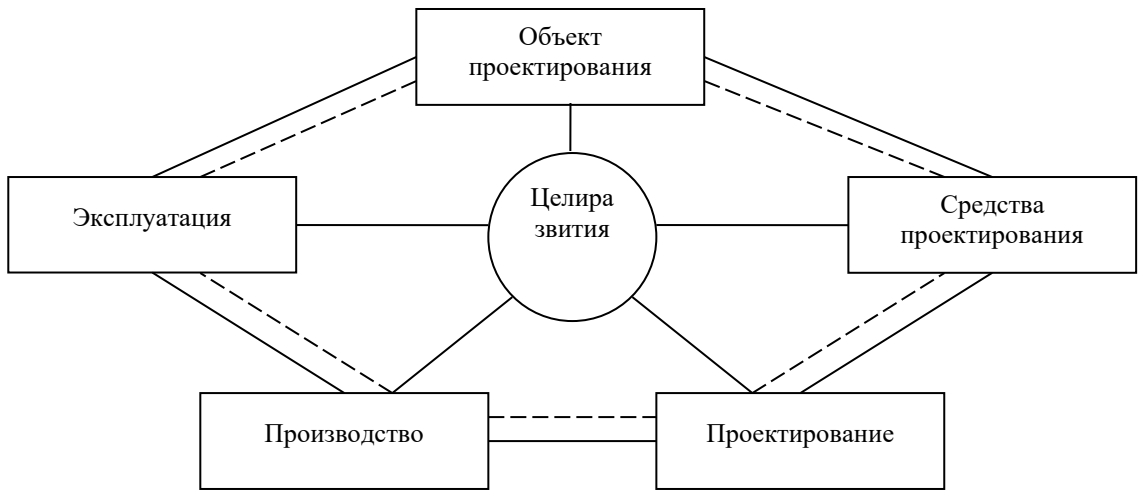 Объект
проектирования
Эксплуатация
Целира
звития
Средства
проектирования
Производство
Проектирование